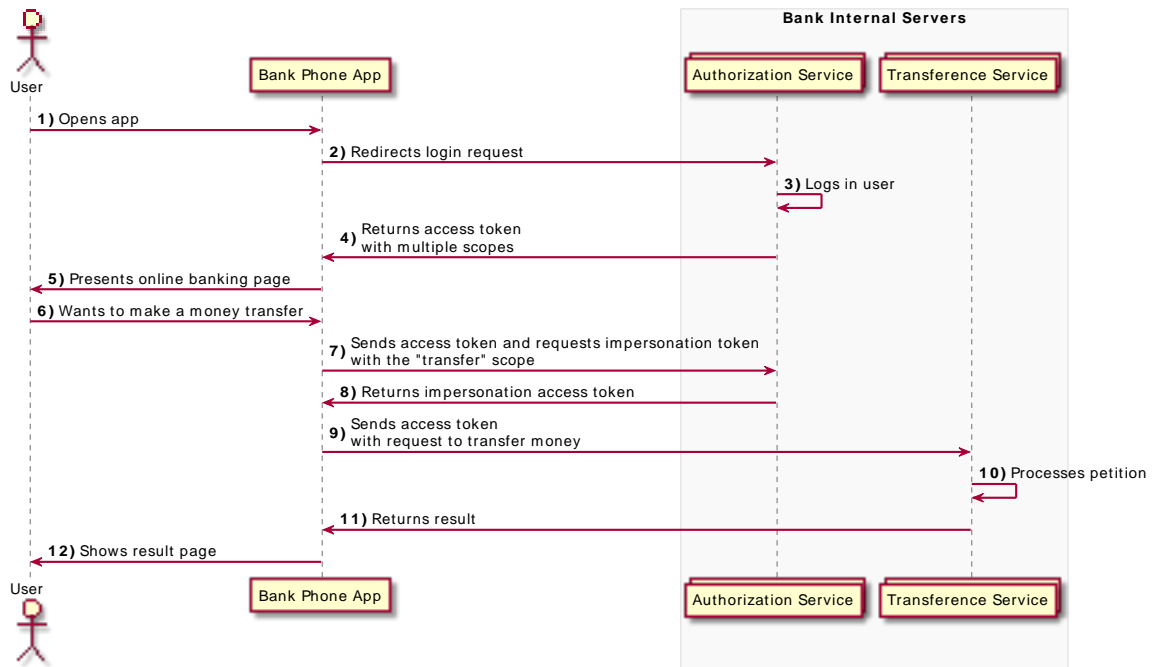 Bank Internal Servers
User
Bank Phone App
Authorization Service
Transference Service
1) Opens app
2) Redirects login request
3) Logs in user
4) Returns access token
with multiple scopes
5) Presents online banking page
6) Wants to make a money transfer
7) Sends access token and requests impersonation token
with the "transfer" scope
8) Returns impersonation access token
9) Sends access token
with request to transfer money
10) Processes petition
11) Returns result
12) Shows result page
User
Bank Phone App
Authorization Service
Transference Service